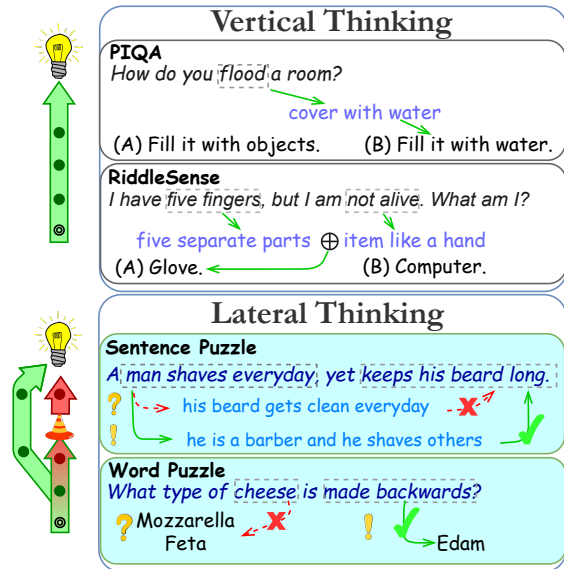 Vertical Thinking
PIQA
How do you flood a room?
cover with water
(A) Fill it with objects. (B) Fill it with water.
RiddleSense
I have five fingers, but I am not alive. What am I?
five separate parts ⊕ item like a hand
(A) Glove. (B) Computer.
Lateral Thinking
Sentence Puzzle
A man shaves everyday, yet keeps his beard long.
? his beard gets clean everyday X
! he is a barber and he shaves others
Word Puzzle
What type of cheese is made backwards?
? Mozzarella X !
Feta Edam